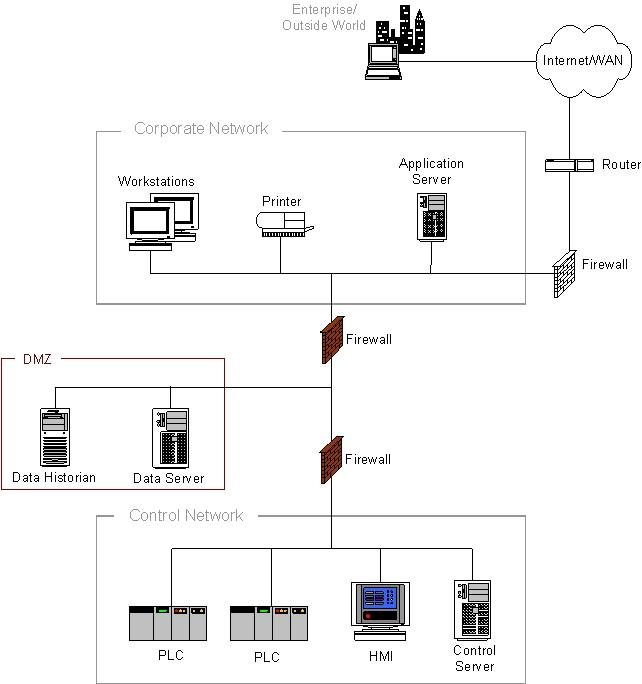 Enterprise/
Outside World
Internet/WAN
Corporate Network
Router
Workstations
Printer
Application
Server
Firewall
Firewall
DMZ
Data Historian
Data Server
Firewall
Control Network
PLC
PLC
HMI
Control
Server